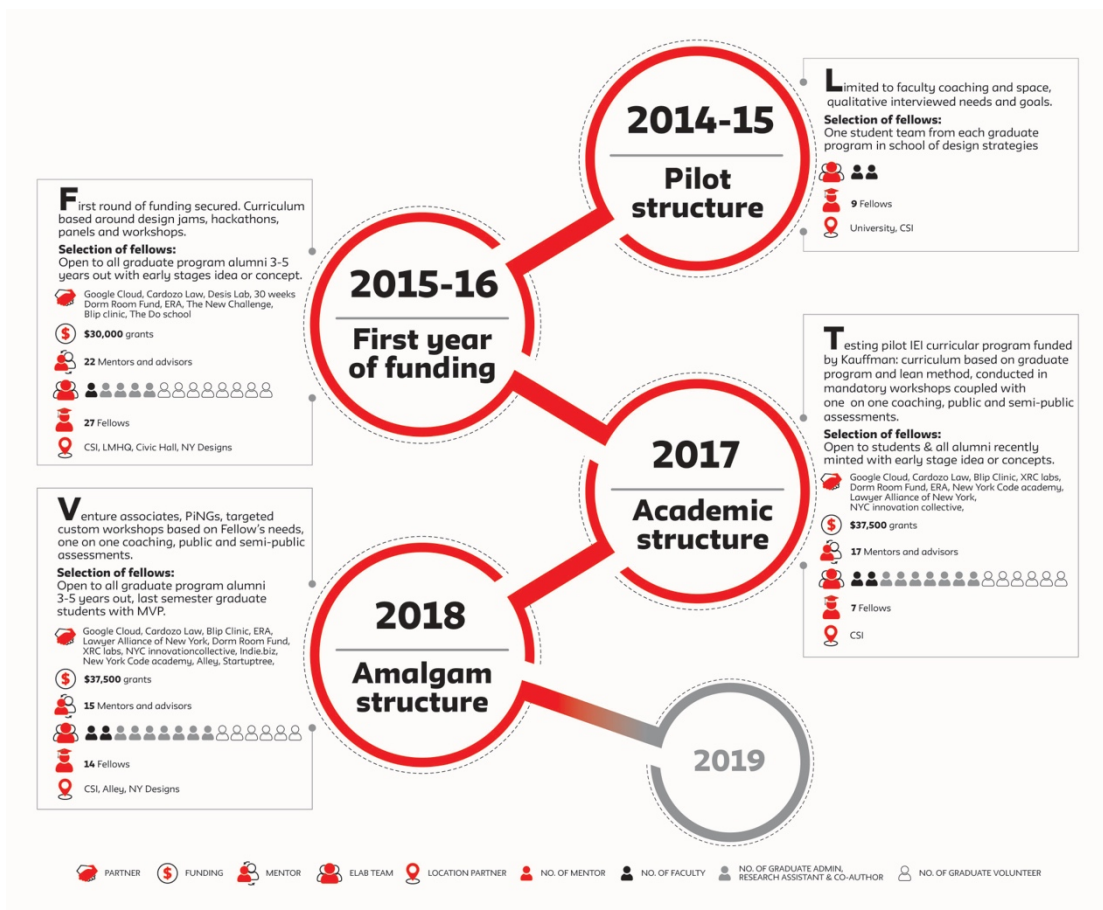 2014-15
Pilot
structure
Limited to faculty coaching and space,
qualitative interviewed needs and goals.
Selection of fellows:
One student team from each graduate
program in school of design strategies
9 Fellows
University, CSI
First round of funding secured. Curriculum
based around design jams, hackathons,
panels and workshops.
Selection of fellows:
Open to all graduate program alumni 3-5
years out with early stages idea or concept.
Google Cloud, Cardozo Law, Desis Lab, 30 weeks
Dorm Room Fund, ERA, The New Challenge,
Blip clinic, The Do school
$ $30,000 grants
22 Mentors and advisors
27 Fellows
CSI, LMHQ, Civic Hall, NY Designs
2015-16
First year
of funding
2017
Academic
structure
Testing pilot IEI curricular program funded
by Kauffman: curriculum based on graduate
program and lean method, conducted in
mandatory workshops coupled with
one on one coaching, public and semi-public
assessments.
Selection of fellows:
Open to students & all alumni recently
minted with early stage idea or concepts.
Google Cloud, Cardozo Law, Blip Clinic, XRC labs,
Dorm Room Fund, ERA, New York Code academy,
Lawyer Alliance of New York,
NYC innovation collective,
$ $37,500 grants
17 Mentors and advisors
7 Fellows
CSI
Venture associates, PiNGs, targeted
custom workshops based on Fellow's needs,
one on one coaching, public and semi-public
assessments.
Selection of fellows:
Open to all graduate program alumni
3-5 years out, last semester graduate
students with MVP.
Google Cloud, Cardozo Law, Blip Clinic, ERA,
Lawyer Alliance of New York, Dorm Room Fund,
XRC labs, NYC innovationcollective, Indie.biz,
New York Code academy, Alley, Startuptree,
$ $37,500 grants
15 Mentors and advisors
14 Fellows
CSI, Alley, NY Designs
2018
Amalgam
structure
2019
PARTNER
$ FUNDING
MENTOR
ELAB TEAM
LOCATION PARTNER
NO. OF MENTOR
NO. OF FACULTY
NO. OF GRADUATE ADMIN,
RESEARCH ASSISTANT & CO-AUTHOR
NO. OF GRADUATE VOLUNTEER